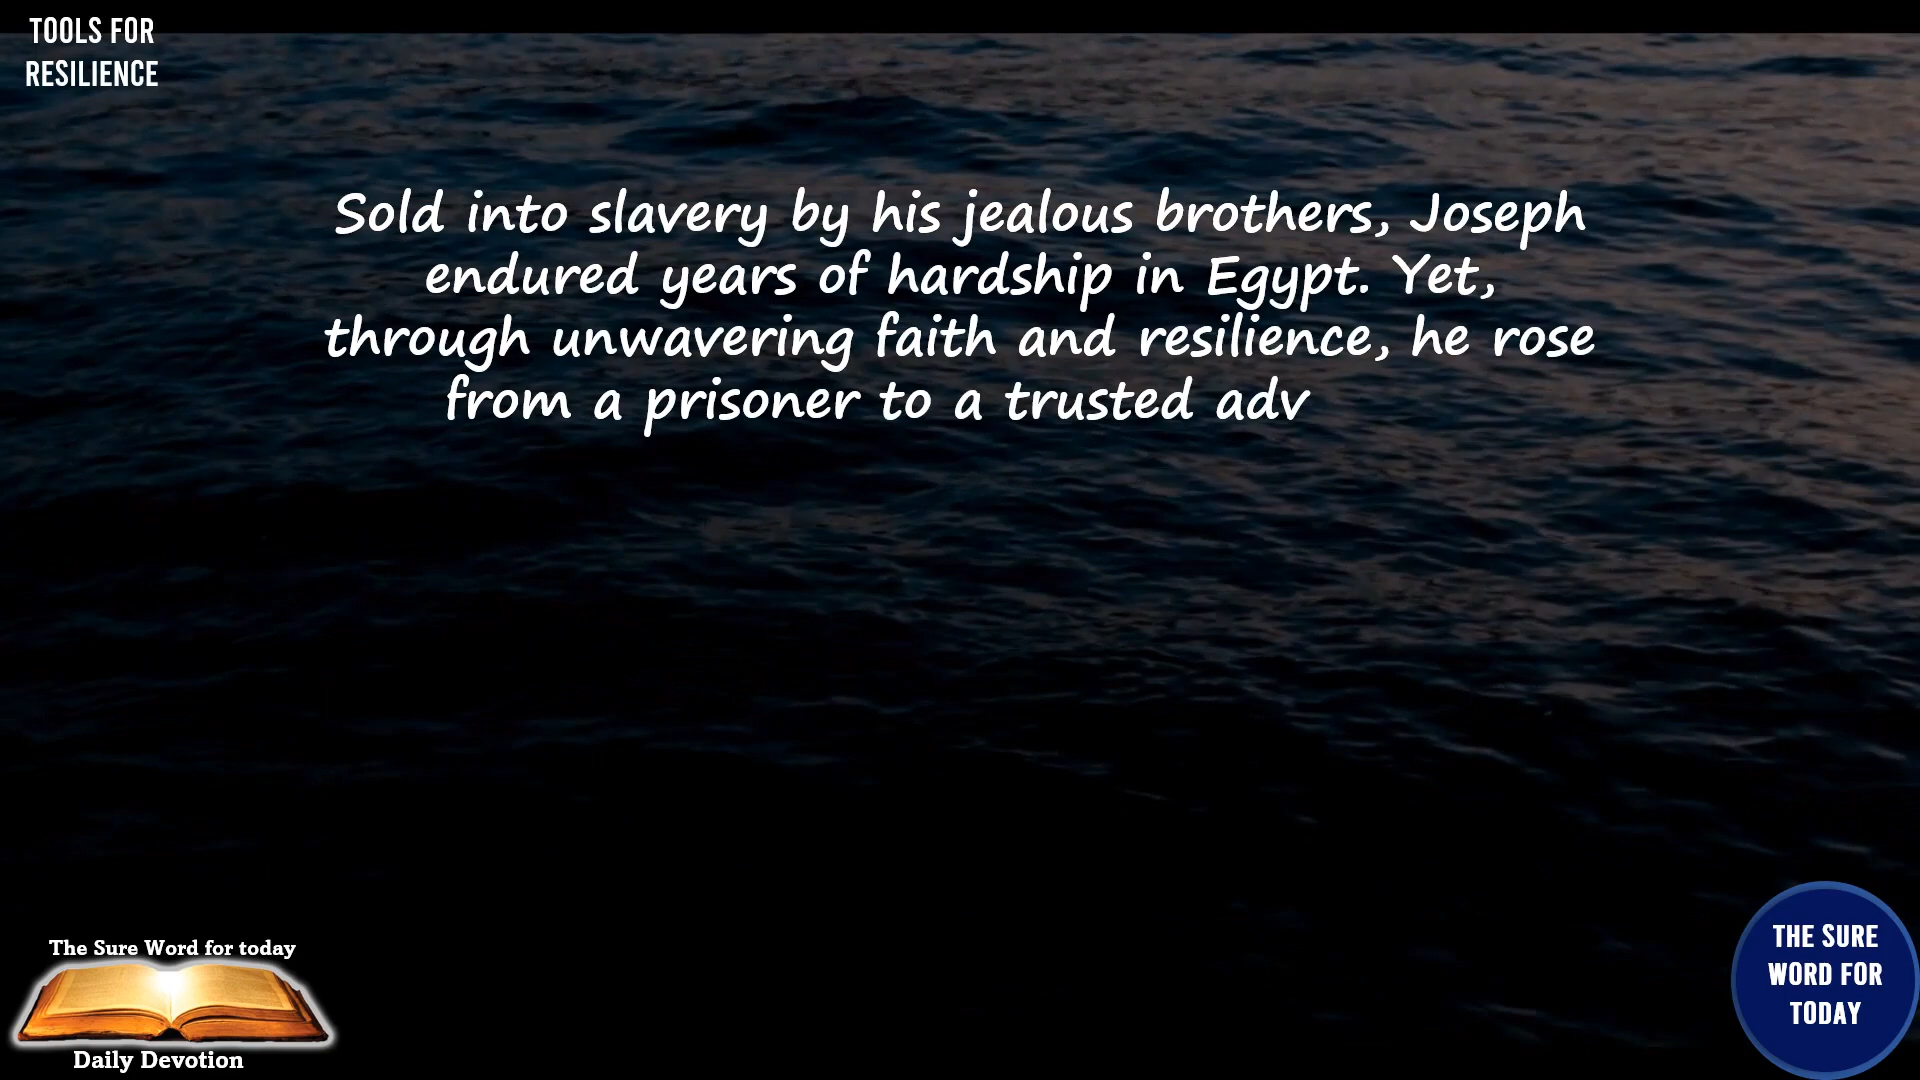 TOOLS FOR
RESILIENCE
Sold into slavery by his jealous brothers, Joseph
endured years of hardship in Egypt. Yet,
through unwavering faith and resilience, he rose
from a prisoner to a trusted adv
The Sure Word for today
Daily Devotion
THE SURE
WORD FOR
TODAY